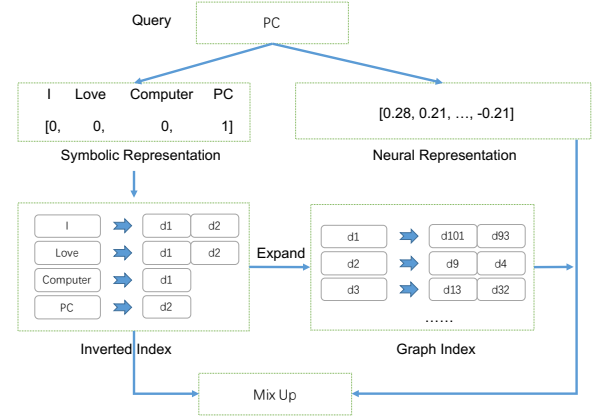 Query PC
I Love Computer PC
[0, 0, 0, 1]
Symbolic Representation
[0.28, 0.21, …, -0.21]
Neural Representation
I d1 d2
Love d1 d2
Computer d1
PC d2
Inverted Index
Expand
d1 d101 d93
d2 d9 d4
d3 d13 d32
……
Graph Index
Mix Up